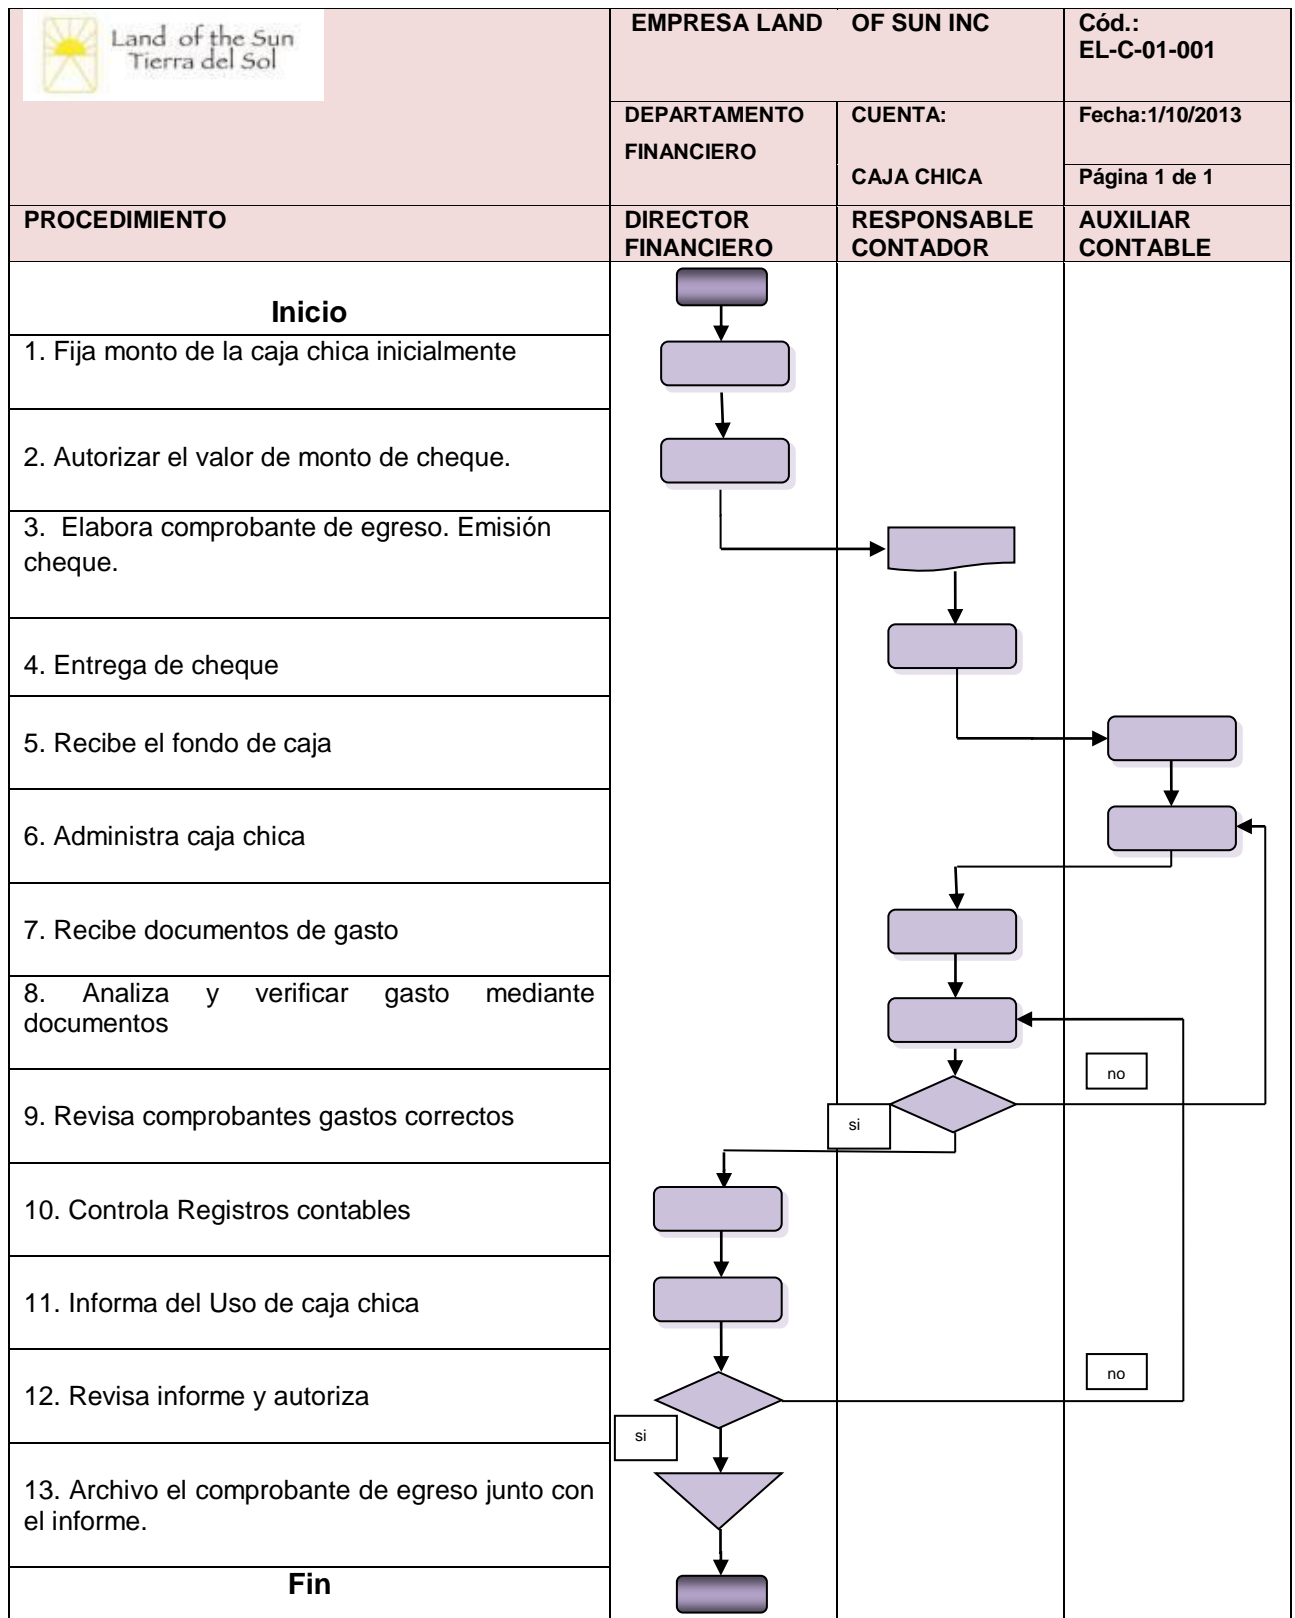 Land of the Sun
Tierra del Sol
EMPRESA LAND OF SUN INC
Cód.:
EL-C-01-001
DEPARTAMENTO
FINANCIERO
CUENTA:
CAJA CHICA
Fecha:1/10/2013
Página 1 de 1
PROCEDIMIENTO
DIRECTOR
FINANCIERO
RESPONSABLE
CONTADOR
AUXILIAR
CONTABLE
Inicio
1. Fija monto de la caja chica inicialmente
2. Autorizar el valor de monto de cheque.
3. Elabora comprobante de egreso. Emisión
cheque.
4. Entrega de cheque
5. Recibe el fondo de caja
6. Administra caja chica
7. Recibe documentos de gasto
8. Analiza y verificar gasto mediante
documentos
no
9. Revisa comprobantes gastos correctos
si
10. Controla Registros contables
11. Informa del Uso de caja chica
12. Revisa informe y autoriza
no
si
13. Archivo el comprobante de egreso junto con
el informe.
Fin